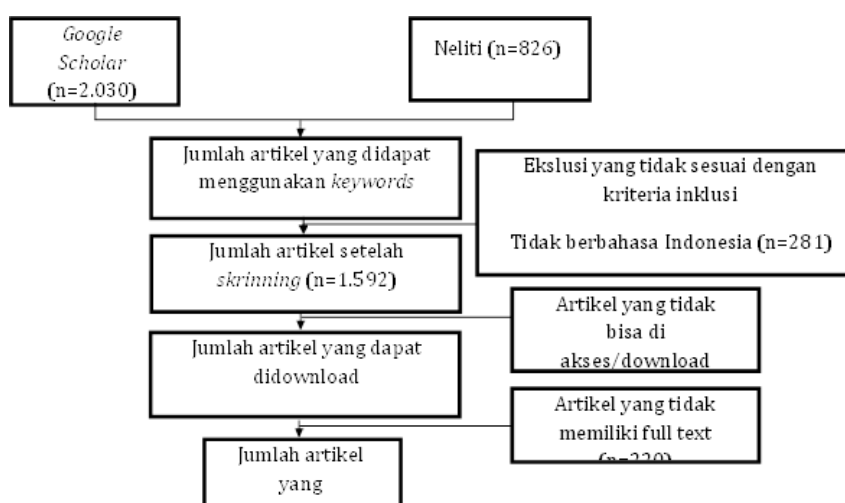 Google
Scholar
(n=2.030)
Neliti (n=826)
Jumlah artikel yang didapat
menggunakan keywords
Ekslusi yang tidak sesuai dengan
kriteria inklusi
Tidak berbahasa Indonesia (n=281)
Jumlah artikel setelah
skrinning (n=1.592)
Artikel yang tidak
bisa di
akses/download
Jumlah artikel yang dapat
didownload
Artikel yang tidak
memiliki full text
(n=220)
Jumlah artikel
yang